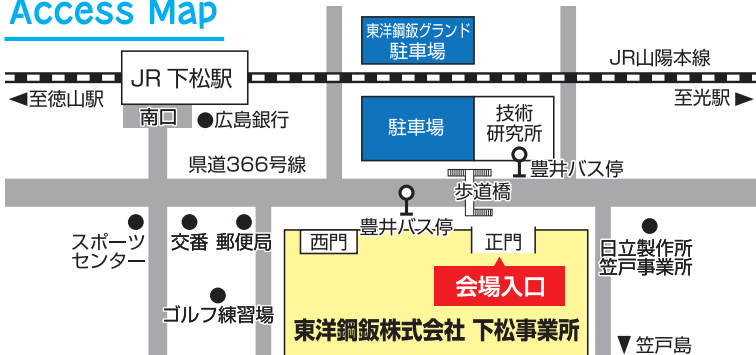 Access Map
東洋鋼鈑グランド
駐車場
JR山陽本線
JR 下松駅
◀至徳山駅
至光駅▶
南口
●広島銀行
駐車場
技術
研究所
県道366号線
豊井バス停
歩道橋
豊井バス停
スポーツ
センター
交番
郵便局
西門
正門
日立製作所
笠戸事業所
会場入口
ゴルフ練習場
東洋鋼鈑株式会社 下松事業所
▼笠戸島